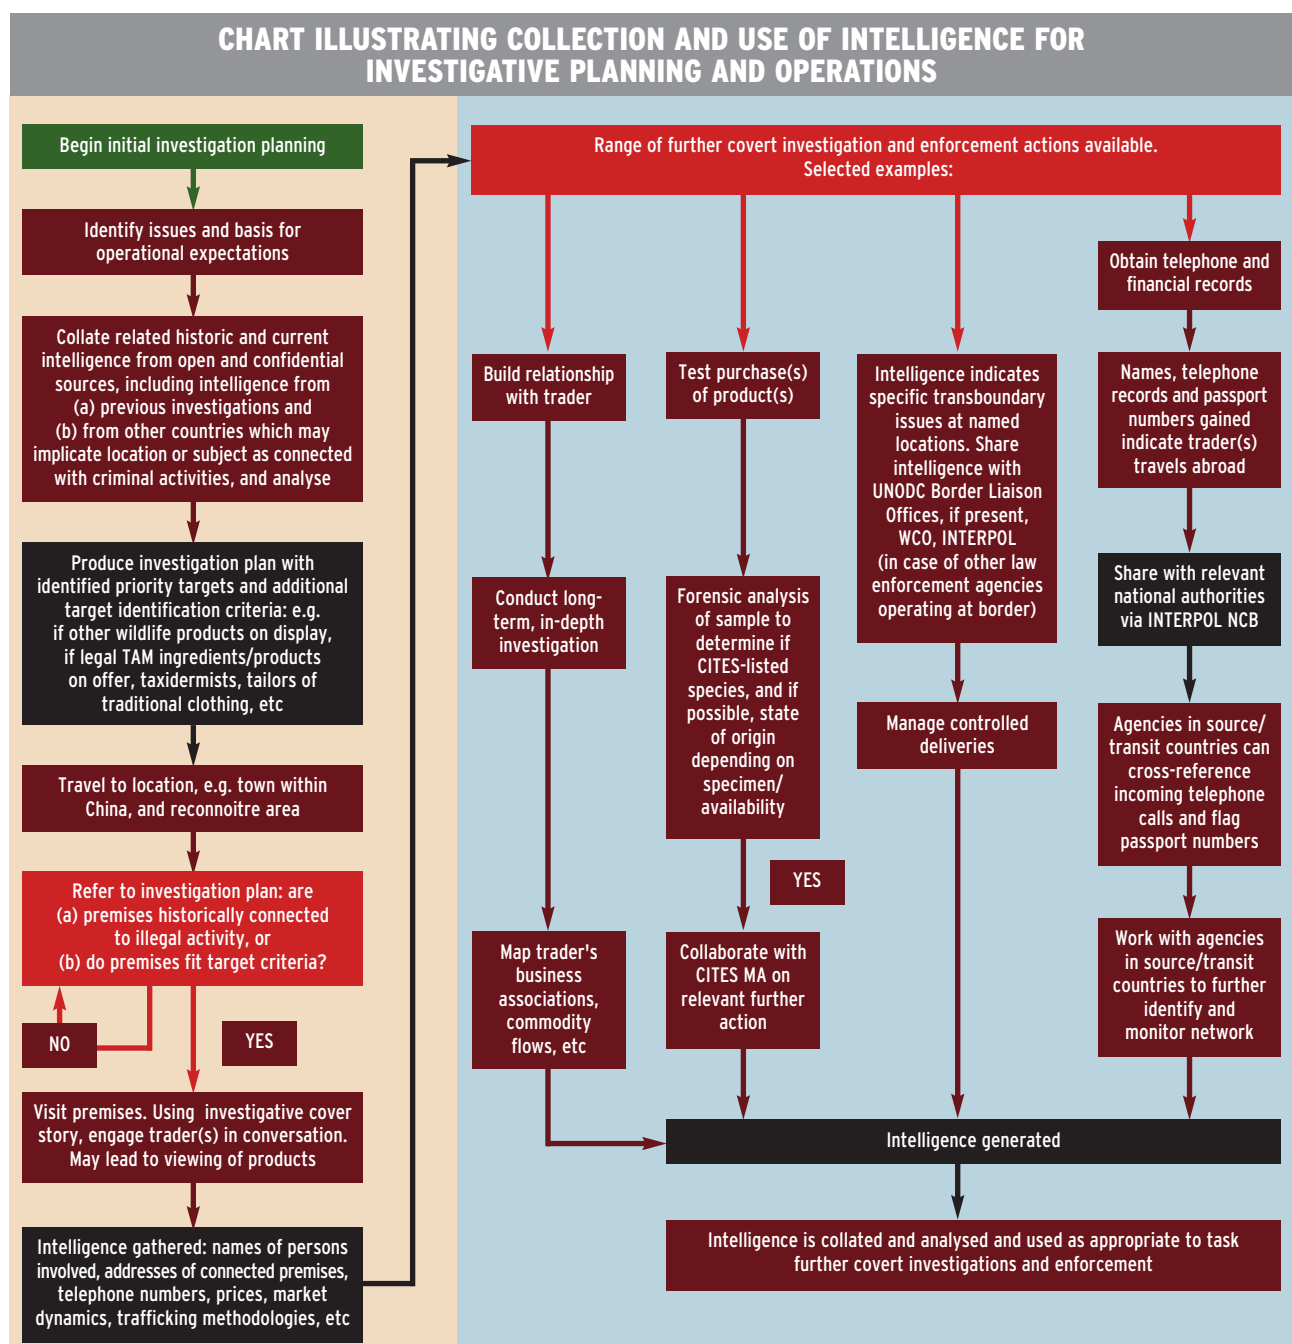 CHART ILLUSTRATING COLLECTION AND USE OF INTELLIGENCE FOR
INVESTIGATIVE PLANNING AND OPERATIONS
Begin initial investigation planning
Identify issues and basis for
operational expectations
Collate related historic and current
intelligence from open and confidential
sources, including intelligence from
(a) previous investigations and
(b) from other countries which may
implicate location or subject as connected
with criminal activities, and analyse
Produce investigation plan with
identified priority targets and additional
target identification criteria: e.g.
if other wildlife products on display,
if legal TAM ingredients/products
on offer, taxidermists, tailors of
traditional clothing, etc
Travel to location, e.g. town within
China, and reconnoitre area
Refer to investigation plan: are
(a) premises historically connected
to illegal activity, or
(b) do premises fit target criteria?
NO
YES
Visit premises. Using investigative cover
story, engage trader(s) in conversation.
May lead to viewing of products
Intelligence gathered: names of persons
involved, addresses of connected premises,
telephone numbers, prices, market
dynamics, trafficking methodologies, etc
Range of further covert investigation and enforcement actions available.
Selected examples:
Build relationship
with trader
Conduct long-
term, in-depth
investigation
Map trader's
business
associations,
commodity
flows, etc
Test purchase(s)
of product(s)
Forensic analysis
of sample to
determine if
CITES-listed
species, and if
possible, state
of origin
depending on
specimen/
availability
YES
Collaborate with
CITES MA on
relevant further
action
Intelligence indicates
specific transboundary
issues at named
locations. Share
intelligence with
UNODC Border Liaison
Offices, if present,
WCO, INTERPOL
(in case of other law
enforcement agencies
operating at border)
Manage controlled
deliveries
Obtain telephone and
financial records
Names, telephone
records and passport
numbers gained
indicate trader(s)
travels abroad
Share with relevant
national authorities
via INTERPOL NCB
Agencies in source/
transit countries can
cross-reference
incoming telephone
calls and flag
passport numbers
Work with agencies
in source/transit
countries to further
identify and
monitor network
Intelligence generated
Intelligence is collated and analysed and used as appropriate to task
further covert investigations and enforcement